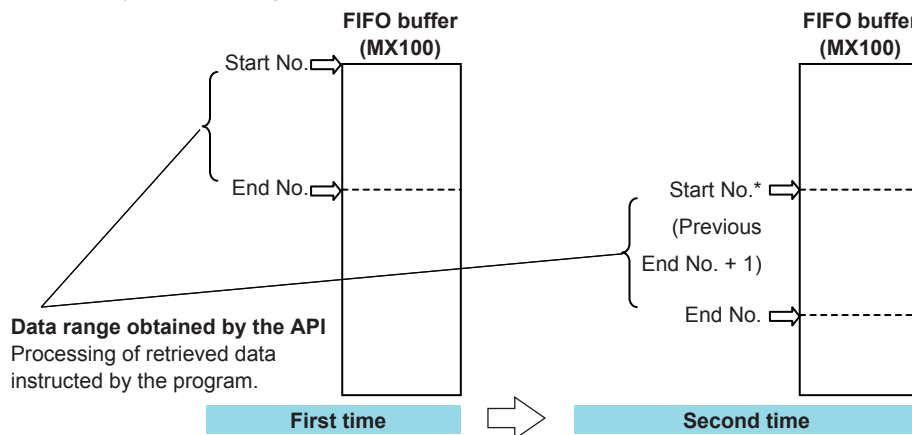 FIFO buffer
(MX100)
Start No.
End No.
FIFO buffer
(MX100)
Start No.*
(Previous
End No. + 1)
End No.
Data range obtained by the API
Processing of retrieved data
instructed by the program.
First time
Second time